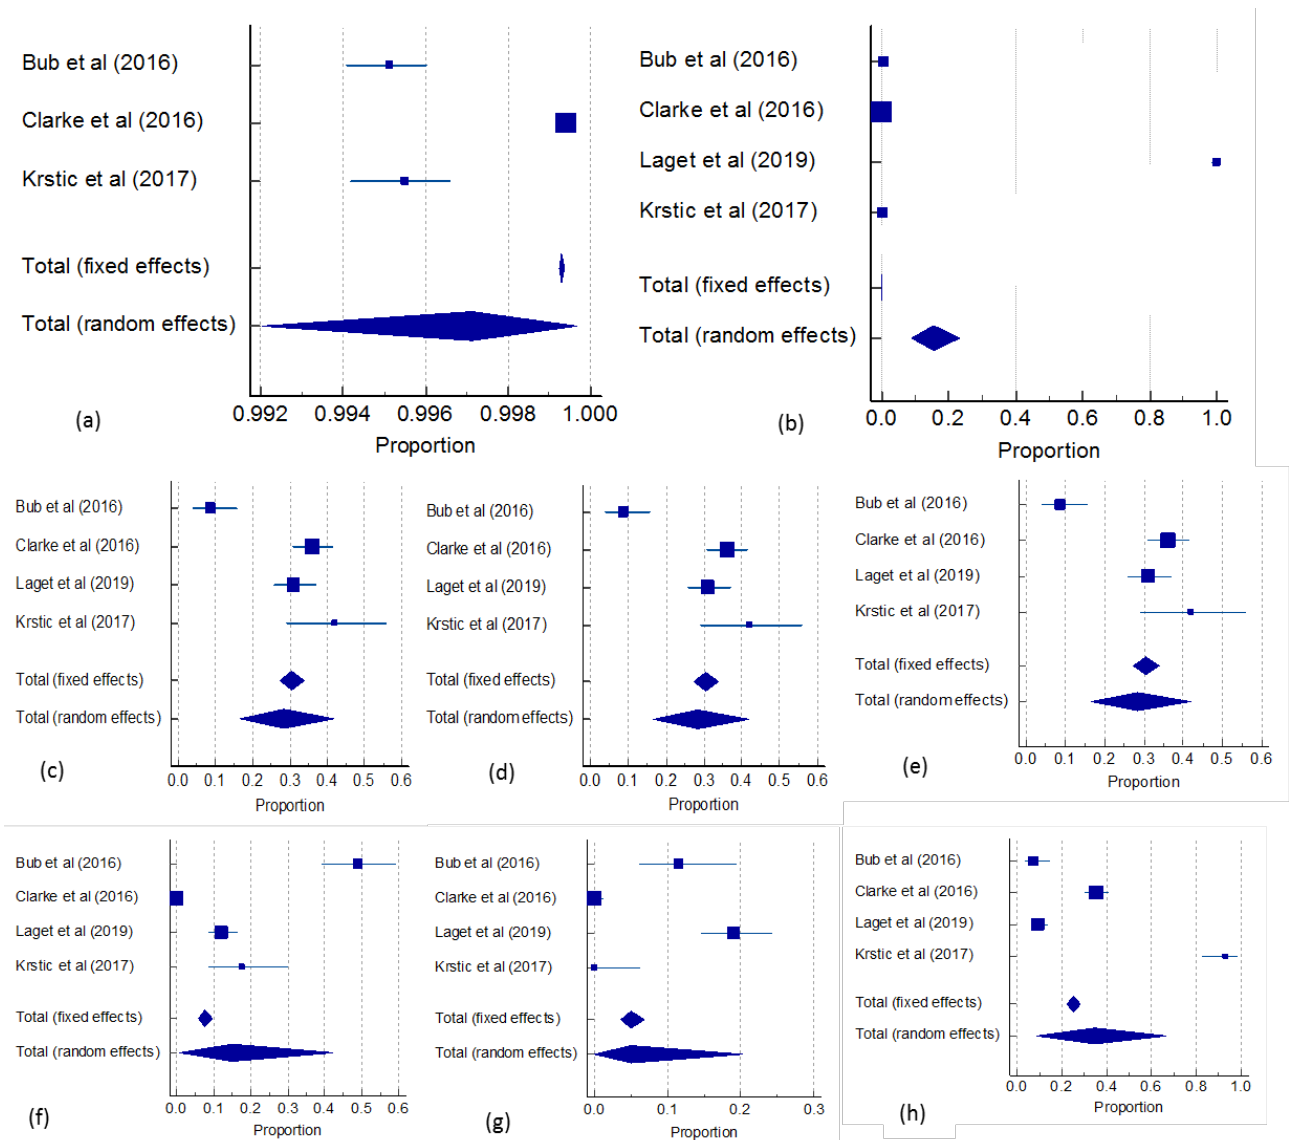 Bub et al (2016)
Clarke et al (2016)
Krstic et al (2017)
Total (fixed effects)
Total (random effects)
0.992 0.994 0.996 0.998 1.000
Proportion
(a)
Bub et al (2016)
Clarke et al (2016)
Laget et al (2019)
Krstic et al (2017)
Total (fixed effects)
Total (random effects)
0.0 0.2 0.4 0.6 0.8 1.0
Proportion
(b)
Bub et al (2016)
Clarke et al (2016)
Laget et al (2019)
Krstic et al (2017)
Total (fixed effects)
Total (random effects)
0.0 0.1 0.2 0.3 0.4 0.5 0.6
Proportion
(c)
Bub et al (2016)
Clarke et al (2016)
Laget et al (2019)
Krstic et al (2017)
Total (fixed effects)
Total (random effects)
0.0 0.1 0.2 0.3 0.4 0.5 0.6
Proportion
(d)
Bub et al (2016)
Clarke et al (2016)
Laget et al (2019)
Krstic et al (2017)
Total (fixed effects)
Total (random effects)
0.0 0.1 0.2 0.3 0.4 0.5 0.6
Proportion
(e)
Bub et al (2016)
Clarke et al (2016)
Laget et al (2019)
Krstic et al (2017)
Total (fixed effects)
Total (random effects)
0.0 0.1 0.2 0.3 0.4 0.5 0.6
Proportion
(f)
Bub et al (2016)
Clarke et al (2016)
Laget et al (2019)
Krstic et al (2017)
Total (fixed effects)
Total (random effects)
0.0 0.1 0.2 0.3
Proportion
(g)
Bub et al (2016)
Clarke et al (2016)
Laget et al (2019)
Krstic et al (2017)
Total (fixed effects)
Total (random effects)
0.0 0.2 0.4 0.6 0.8 1.0
Proportion
(h)